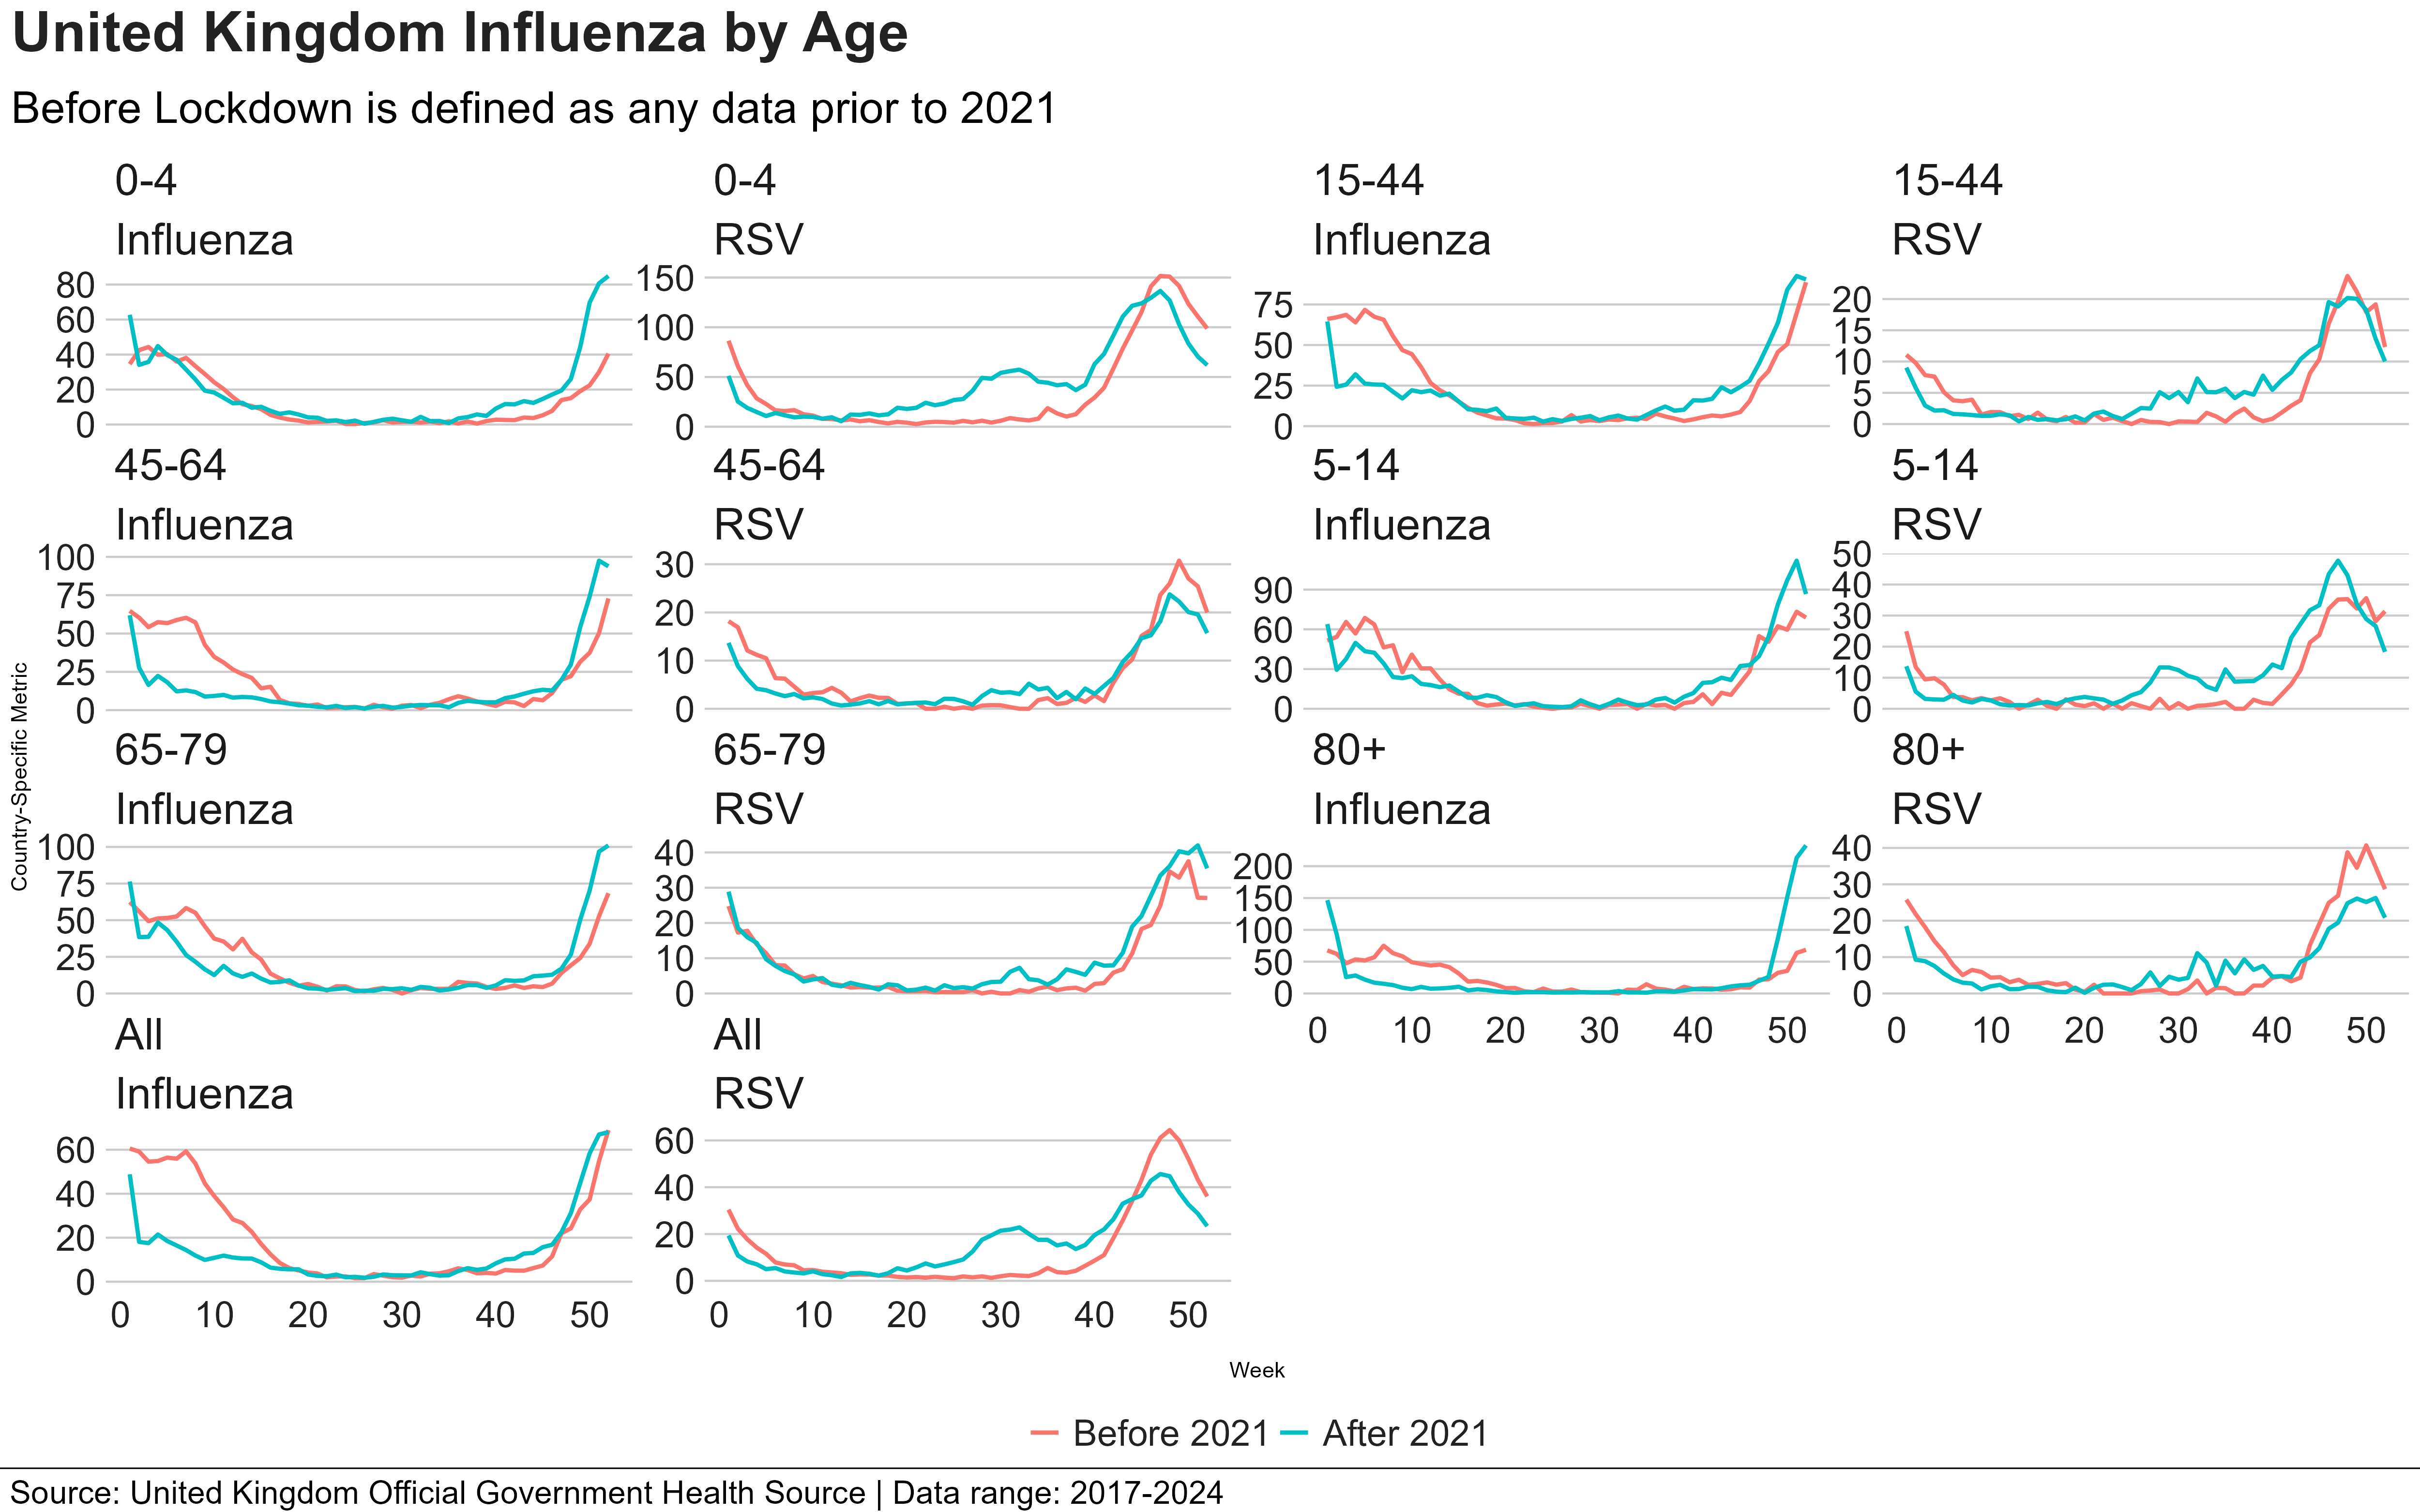 United Kingdom Influenza by Age
Before Lockdown is defined as any data prior to 2021
0-4
Influenza
80
60
40
20
0
0-4
RSV
150
100
50
0
15-44
Influenza
75
50
25
0
15-44
RSV
20
15
10
5
0
45-64
Influenza
100
75
50
25
0
45-64
RSV
30
20
10
0
5-14
Influenza
90
60
30
0
5-14
RSV
50
40
30
20
10
0
65-79
Influenza
100
75
50
25
0
65-79
RSV
40
30
20
10
0
80+
Influenza
200
150
100
50
0
0 10 20 30 40 50
80+
RSV
40
30
20
10
0
0 10 20 30 40 50
All
Influenza
60
40
20
0
0 10 20 30 40 50
All
RSV
60
40
20
0
0 10 20 30 40 50
Country-Specific Metric
Week
Before 2021 After 2021
Source: United Kingdom Official Government Health Source | Data range: 2017-2024